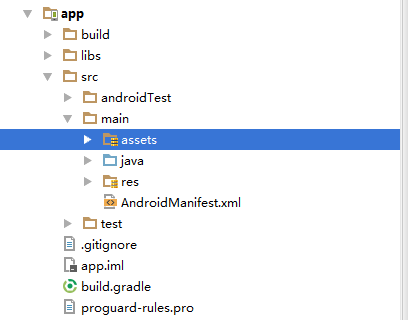 app
build
libs
src
androidTest
main
assets
java
res
AndroidManifest.xml
test
.gitignore
app.iml
build.gradle
proguard-rules.pro